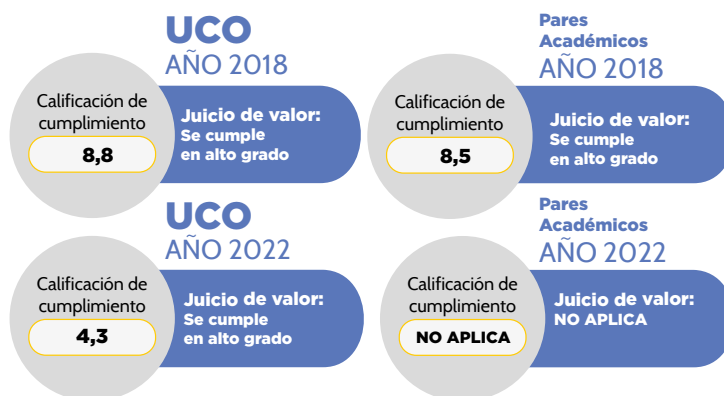 UCO
AÑO 2018
Calificación de
cumplimiento
8,8
Juicio de valor:
Se cumple
en alto grado
Pares
Académicos
AÑO 2018
Calificación de
cumplimiento
8,5
Juicio de valor:
Se cumple
en alto grado
UCO
AÑO 2022
Calificación de
cumplimiento
4,3
Juicio de valor:
Se cumple
en alto grado
Pares
Académicos
AÑO 2022
Calificación de
cumplimiento
NO APLICA
Juicio de valor:
NO APLICA